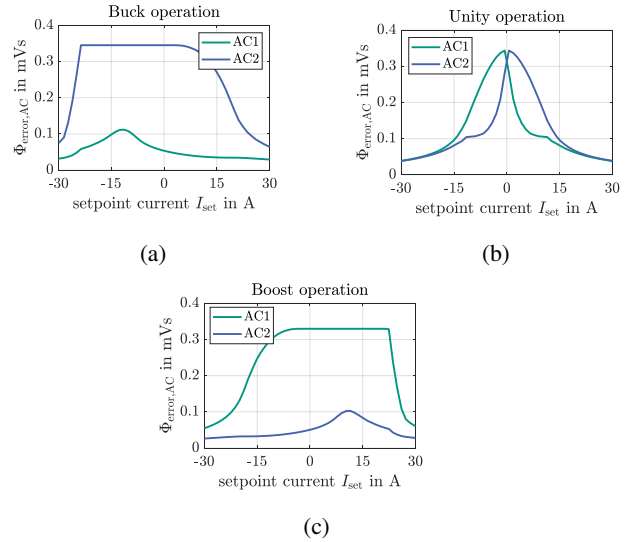 Buck operation
0.4
0.3
0.2
0.1
0
AC1
AC2
Φerror,AC in mVs
-30 -15 0 15 30
setpoint current Iset in A
(a)
Unity operation
0.4
0.3
0.2
0.1
0
AC1
AC2
Φerror,AC in mVs
-30 -15 0 15 30
setpoint current Iset in A
(b)
Boost operation
0.4
0.3
0.2
0.1
0
AC1
AC2
Φerror,AC in mVs
-30 -15 0 15 30
setpoint current Iset in A
(c)